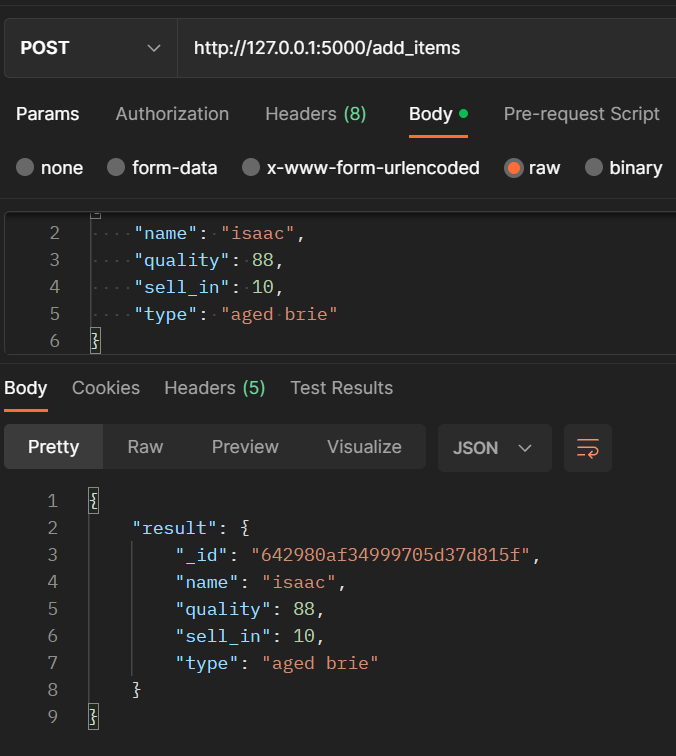 POST http://127.0.0.1:5000/add_items
Params Authorization Headers (8) Body Pre-request Script
none form-data x-www-form-urlencoded raw binary
2 "name": "isaac",
3 "quality": 88,
4 "sell_in": 10,
5 "type": "aged brie"
6 }
Body Cookies Headers (5) Test Results
Pretty Raw Preview Visualize JSON
1 {
2 "result": {
3 "_id": "642980af34999705d37d815f",
4 "name": "isaac",
5 "quality": 88,
6 "sell_in": 10,
7 "type": "aged brie"
8 }
9 }